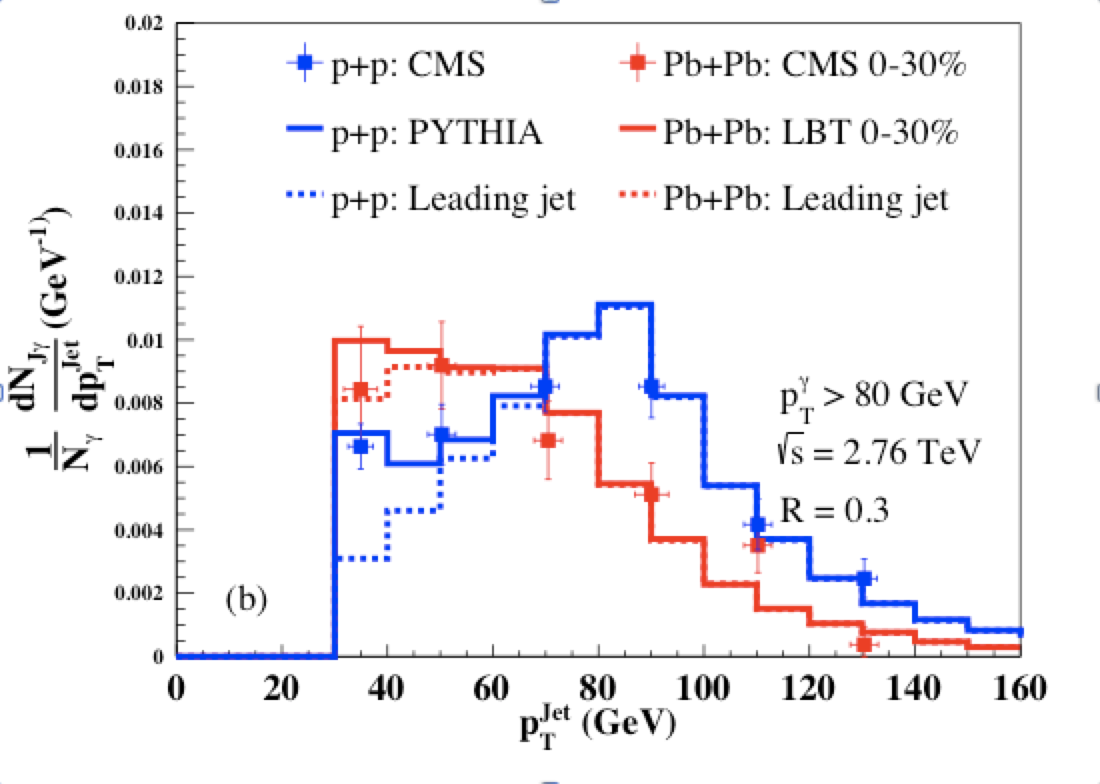 0.02
0.018
0.016
0.014
0.012
0.01
0.008
0.006
0.004
0.002
0
1/Nγ dN_Jγ/dp_T^Jet (GeV⁻¹)
p+p: CMS
Pb+Pb: CMS 0-30%
p+p: PYTHIA
Pb+Pb: LBT 0-30%
p+p: Leading jet
Pb+Pb: Leading jet
p_T^γ > 80 GeV
√s = 2.76 TeV
R = 0.3
(b)
0 20 40 60 80 100 120 140 160
p_T^Jet (GeV)